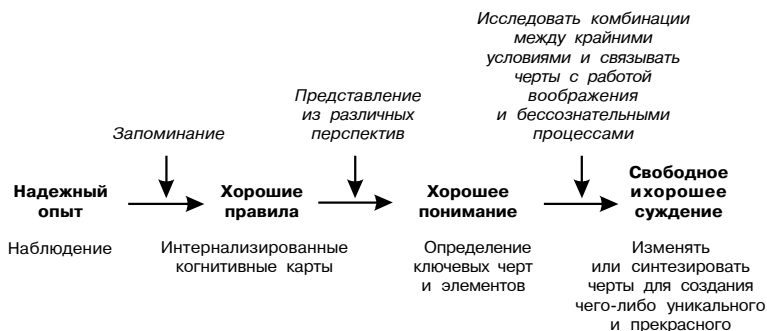 Исследовать комбинации
между крайними
условиями и связывать
черты с работой
воображения
и бессознательными
процессами
Представление
из различных
перспектив
Запоминание
Надежный
опыт
Хорошие
правила
Хорошее
понимание
Свободное
и хорошее
суждение
Наблюдение
Интернализированные
когнитивные карты
Определение
ключевых черт
и элементов
Изменять
или синтезировать
черты для создания
чего-либо уникального
и прекрасного